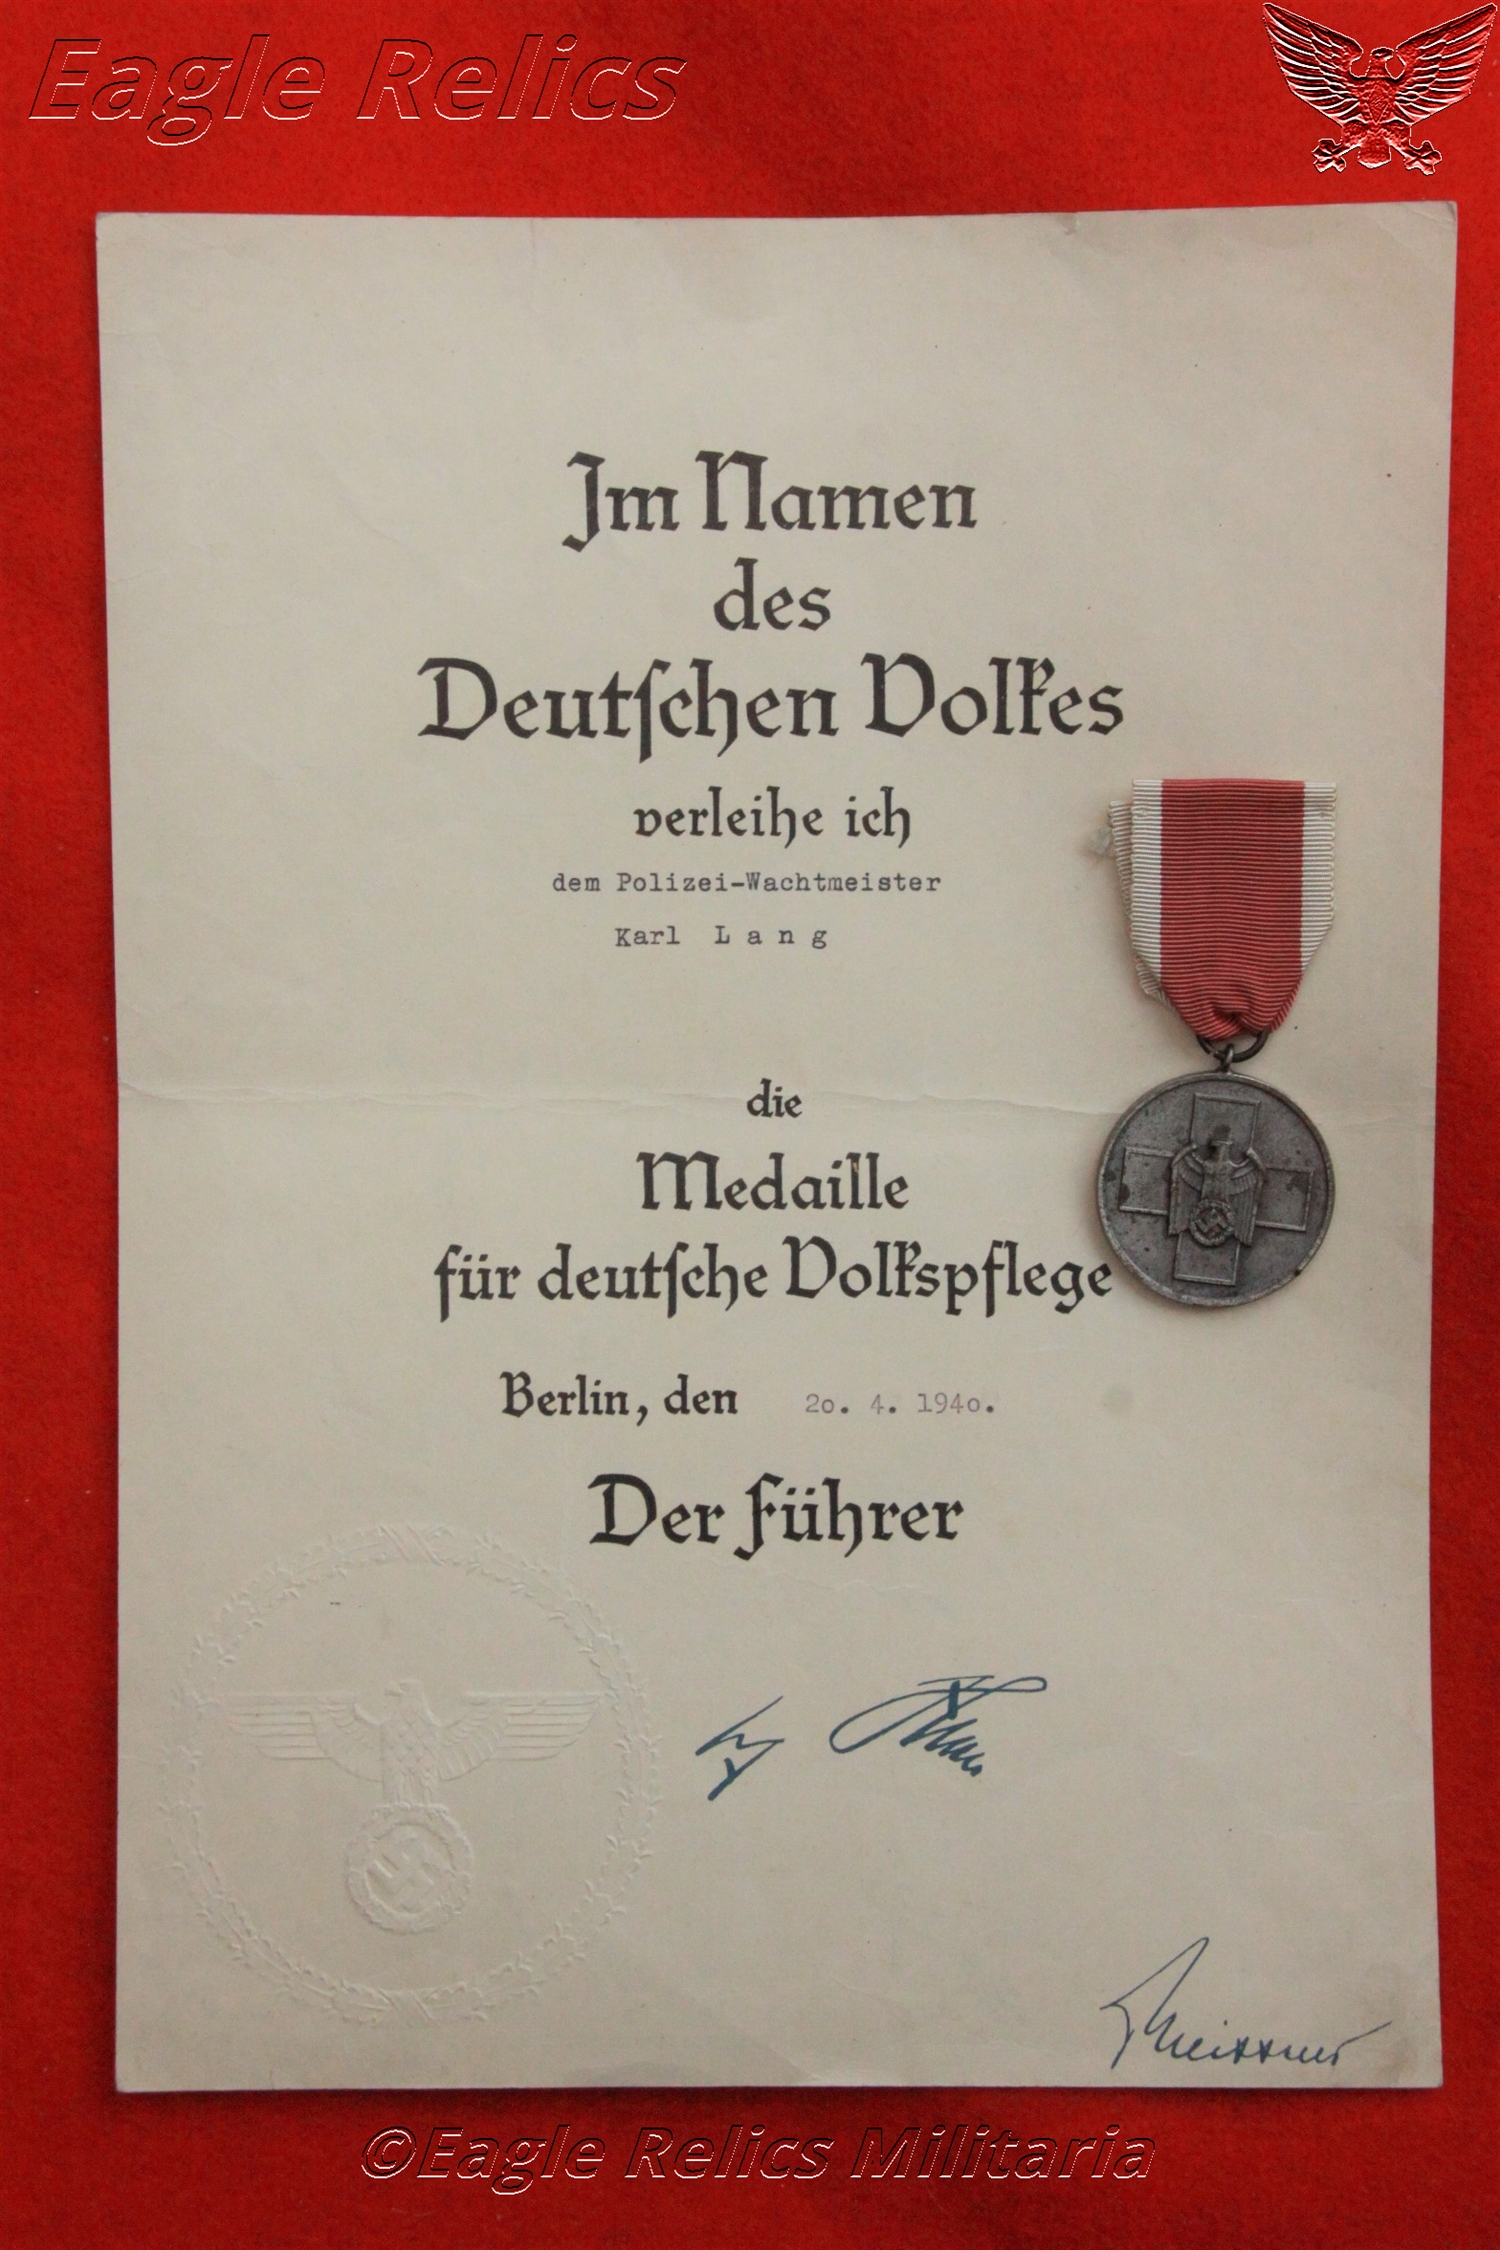 Eagle Relics
Im Namen
des
Deutschen Volkes
verleihe ich
dem Polizei-Wachtmeister
Karl L a n g
die
Medaille
für deutsche Volkspflege
Berlin, den 20. 4. 1940.
Der Führer
Meissner
©Eagle Relics Militaria